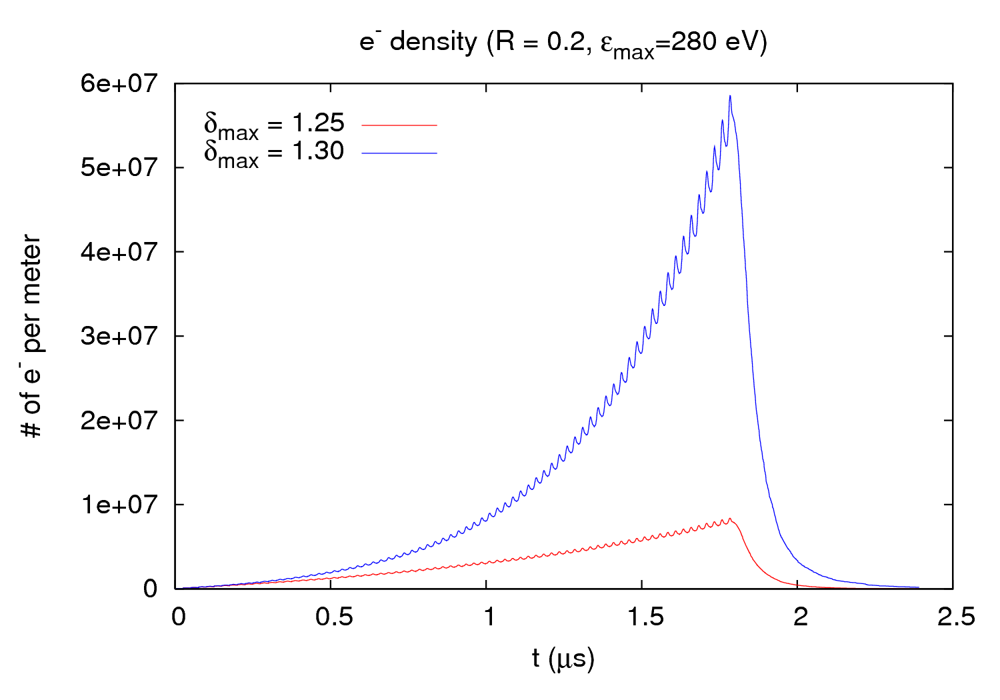 e⁻ density (R = 0.2, εmax=280 eV)
6e+07
5e+07
4e+07
3e+07
2e+07
1e+07
0
δmax = 1.25
δmax = 1.30
# of e⁻ per meter
0 0.5 1 1.5 2 2.5
t (μs)